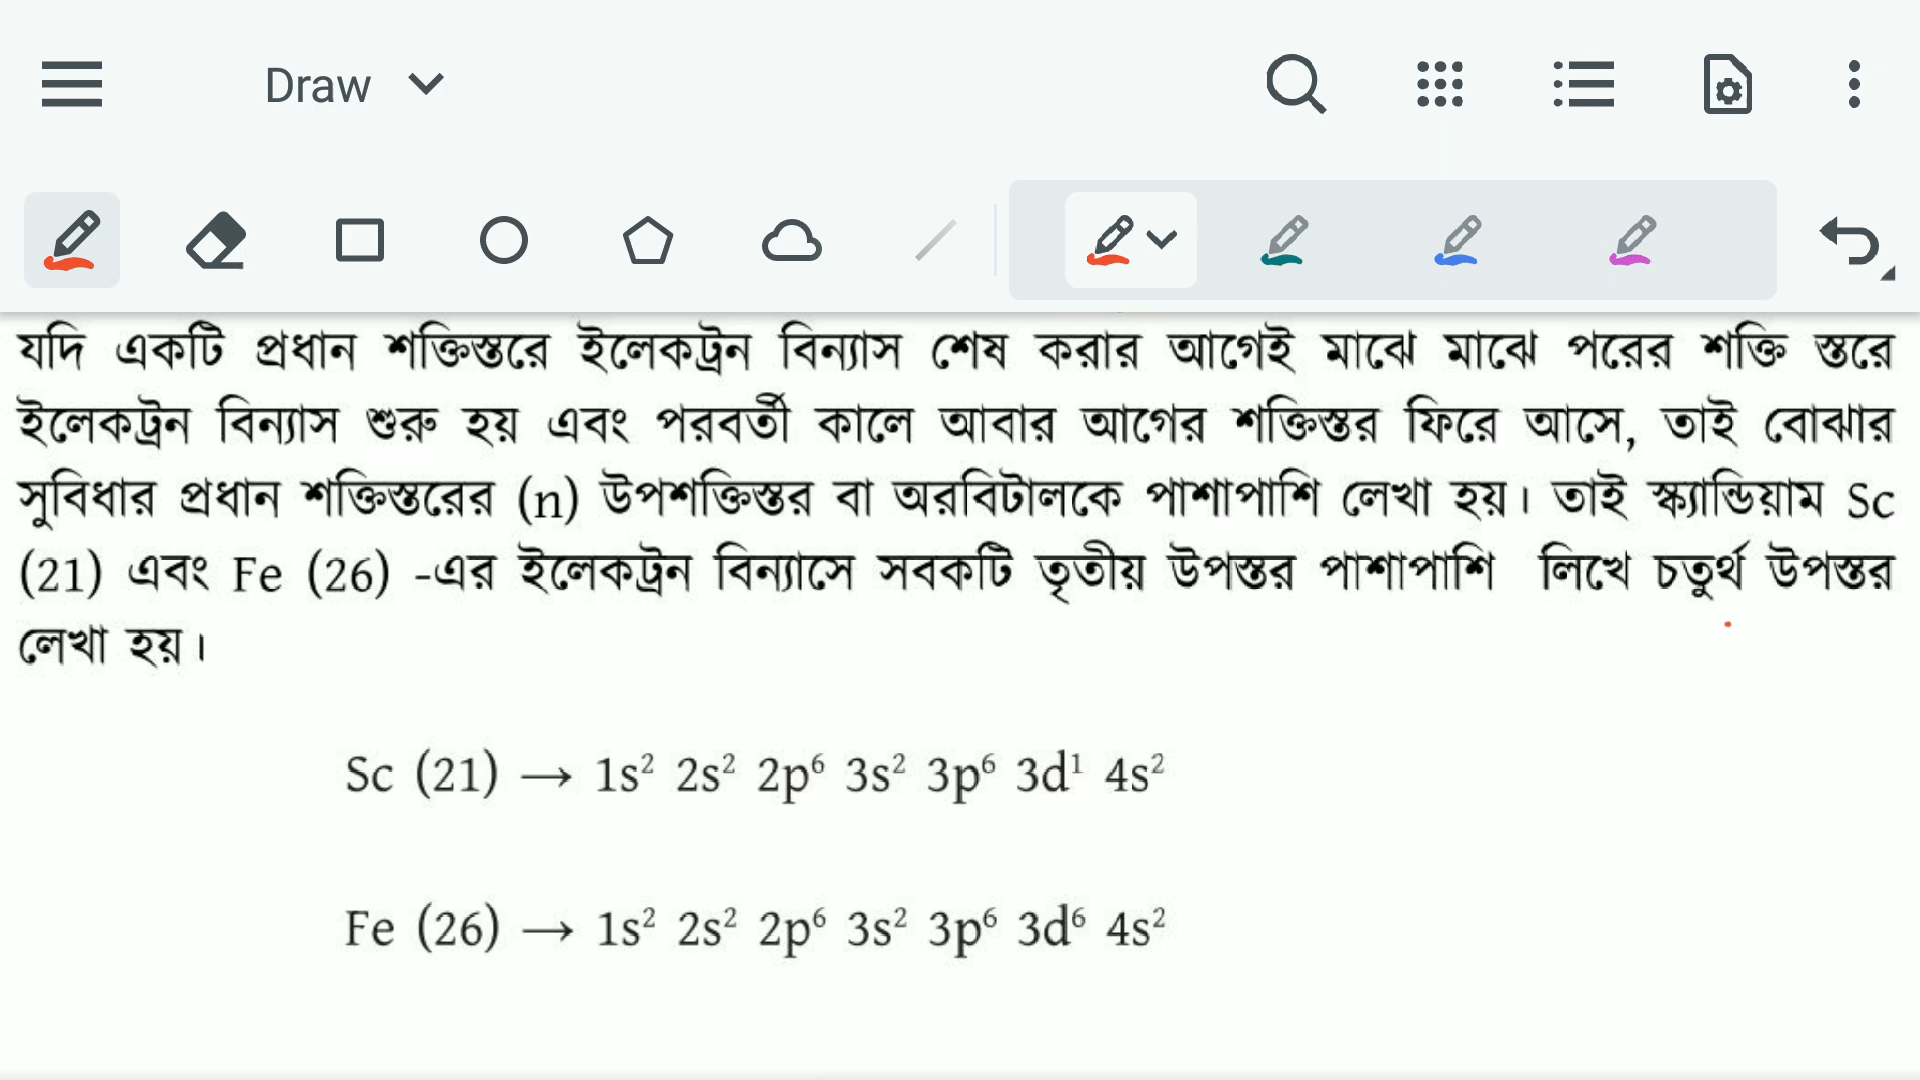 Draw
যদি একটি প্রধান শক্তিস্তরে ইলেকট্রন বিন্যাস শেষ করার আগেই মাঝে মাঝে পরের শক্তি স্তরে
ইলেকট্রন বিন্যাস শুরু হয় এবং পরবর্তী কালে আবার আগের শক্তিস্তর ফিরে আসে, তাই বোঝার
সুবিধার প্রধান শক্তিস্তরের (n) উপশক্তিস্তর বা অরবিটালকে পাশাপাশি লেখা হয়। তাই স্ক্যান্ডিয়াম Sc
(21) এবং Fe (26) -এর ইলেকট্রন বিন্যাসে সবকটি তৃতীয় উপস্তর পাশাপাশি লিখে চতুর্থ উপস্তর
লেখা হয়।
Sc (21) → 1s² 2s² 2p⁶ 3s² 3p⁶ 3d¹ 4s²
Fe (26) → 1s² 2s² 2p⁶ 3s² 3p⁶ 3d⁶ 4s²